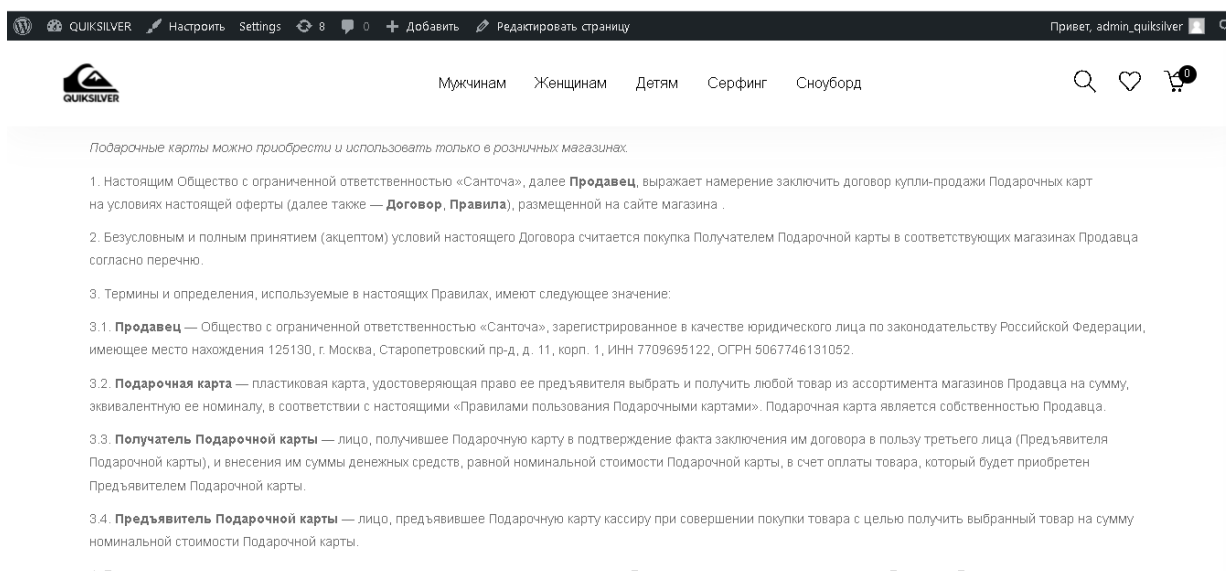 QUIKSILVER Настроить Settings 8 0 Добавить Редактировать страницу Привет, admin_quiksilver
QUIKSILVER Мужчинам Женщинам Детям Серфинг Сноуборд 0
Подарочные карты можно приобрести и использовать только в розничных магазинах.
1. Настоящим Общество с ограниченной ответственностью «Санточа», далее Продавец, выражает намерение заключить договор купли-продажи Подарочных карт
на условиях настоящей оферты (далее также — Договор, Правила), размещенной на сайте магазина .
2. Безусловным и полным принятием (акцептом) условий настоящего Договора считается покупка Получателем Подарочной карты в соответствующих магазинах Продавца
согласно перечню.
3. Термины и определения, используемые в настоящих Правилах, имеют следующее значение:
3.1. Продавец — Общество с ограниченной ответственностью «Санточа», зарегистрированное в качестве юридического лица по законодательству Российской Федерации,
имеющее место нахождения 125130, г. Москва, Старопетровский пр-д, д. 11, корп. 1, ИНН 7709695122, ОГРН 5067746131052.
3.2. Подарочная карта — пластиковая карта, удостоверяющая право ее предъявителя выбрать и получить любой товар из ассортимента магазинов Продавца на сумму,
эквивалентную ее номиналу, в соответствии с настоящими «Правилами пользования Подарочными картами». Подарочная карта является собственностью Продавца.
3.3. Получатель Подарочной карты — лицо, получившее Подарочную карту в подтверждение факта заключения им договора в пользу третьего лица (Предъявителя
Подарочной карты), и внесения им суммы денежных средств, равной номинальной стоимости Подарочной карты, в счет оплаты товара, который будет приобретен
Предъявителем Подарочной карты.
3.4. Предъявитель Подарочной карты — лицо, предъявившее Подарочную карту кассиру при совершении покупки товара с целью получить выбранный товар на сумму
номинальной стоимости Подарочной карты.